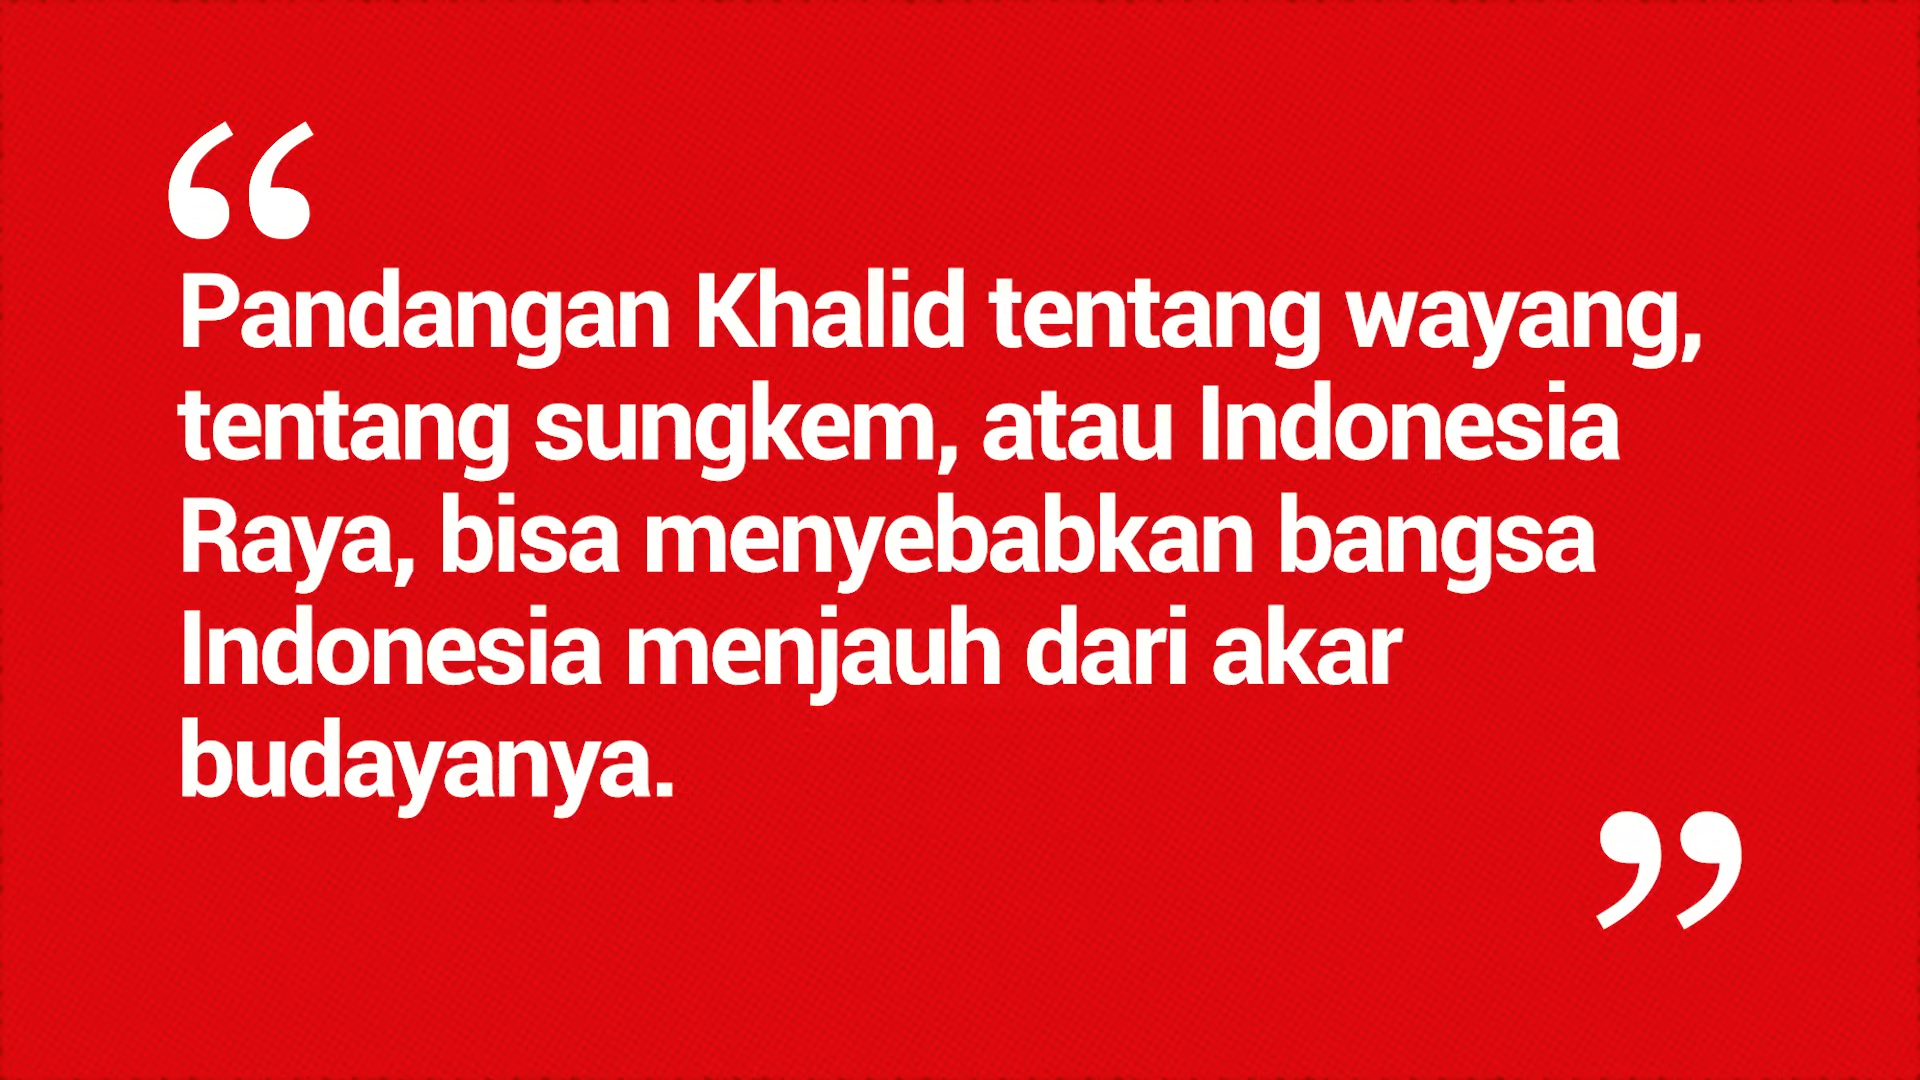 “
Pandangan Khalid tentang wayang,
tentang sungkem, atau Indonesia
Raya, bisa menyebabkan bangsa
Indonesia menjauh dari akar
budayanya.
”